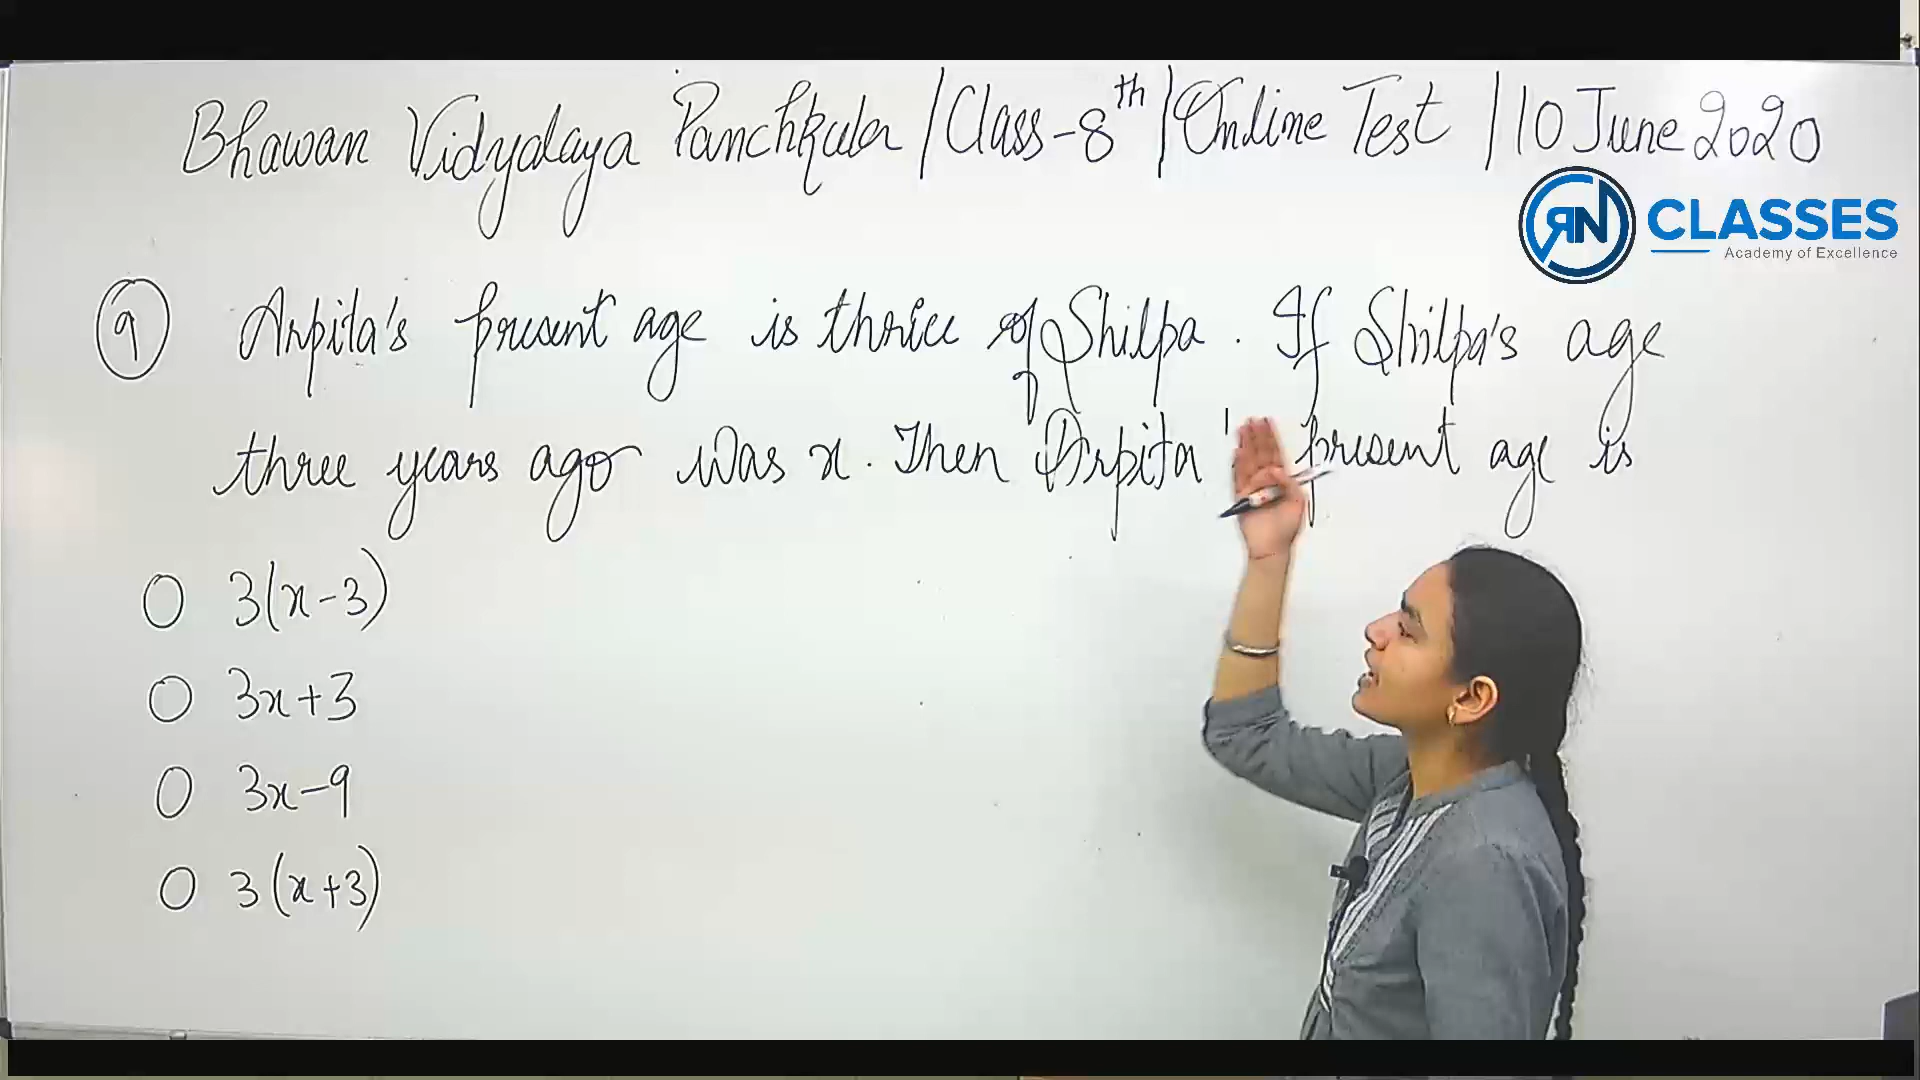 Bhawan Vidyalaya Panchkula / Class-8th / Online Test / 10 June 2020
RN CLASSES
Academy of Excellence
9 Arpita's present age is thrice of Shilpa. If Shilpa's age
three years ago was x. Then Arpita' present age is
3(x-3)
3x+3
3x-9
3(x+3)